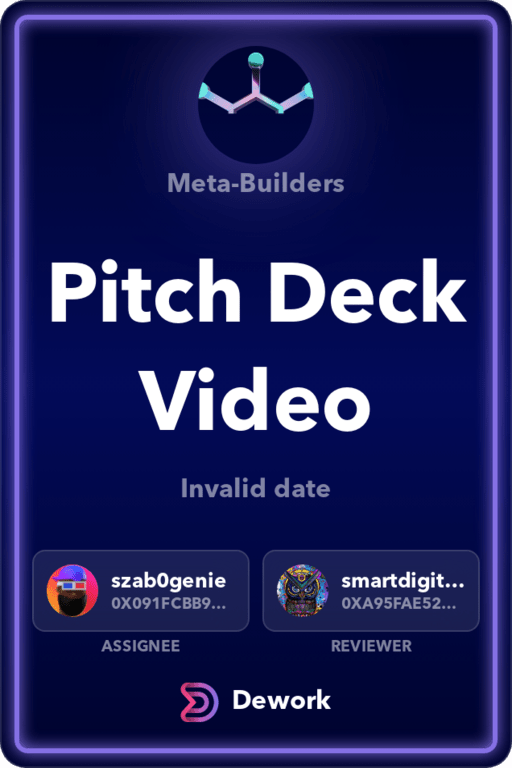 Meta-Builders
Pitch Deck
Video
Invalid date
szab0genie
0X091FCBB9...
ASSIGNEE
smartdigit...
0XA95FAE52...
REVIEWER
Dework